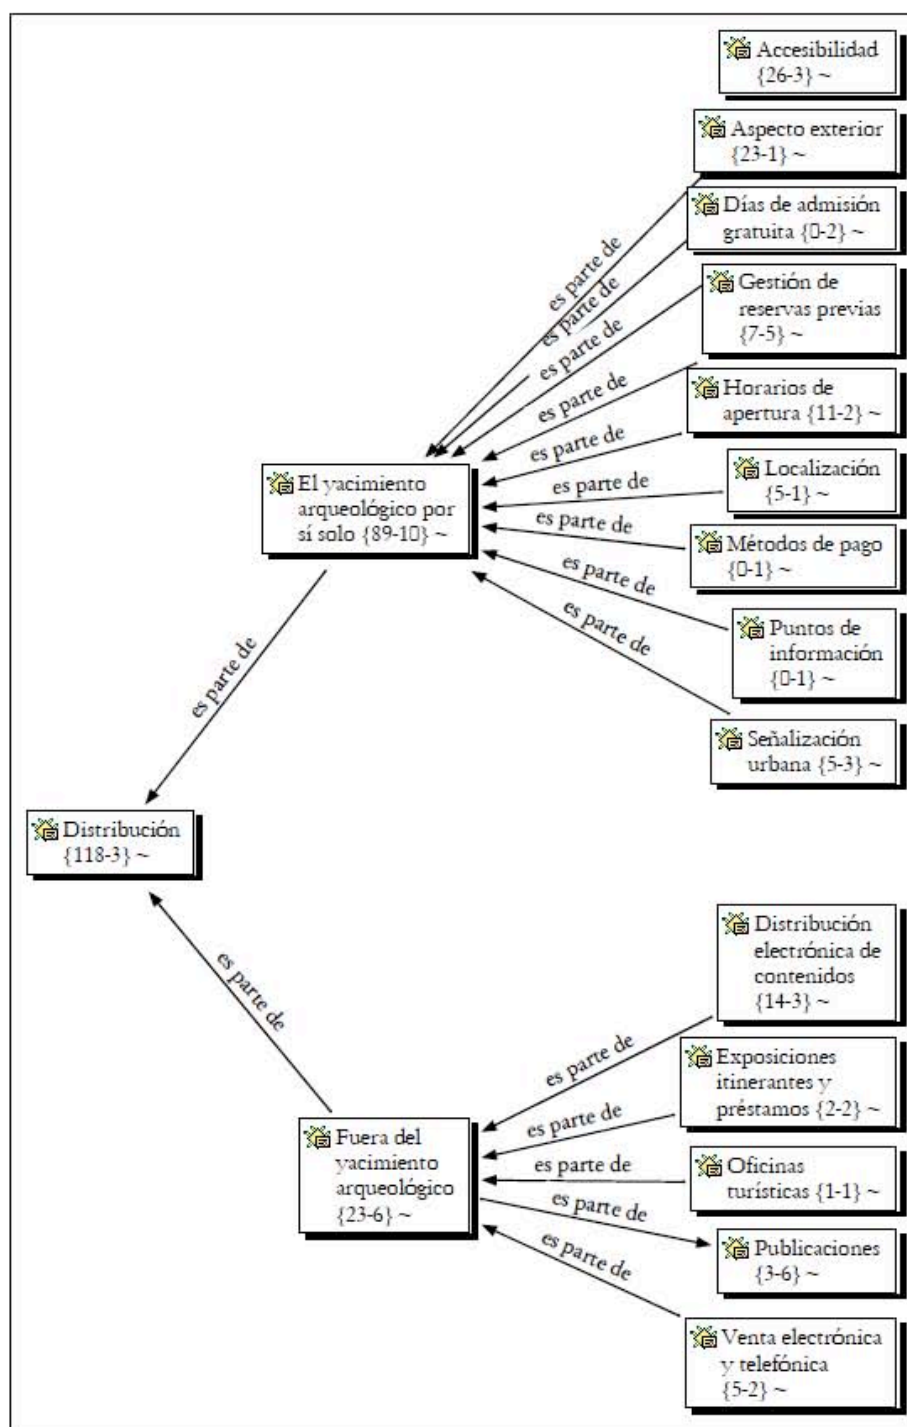 Accesibilidad
{26-3} ~
Aspecto exterior
{23-1} ~
Días de admisión
gratuita {0-2} ~
Gestión de
reservas previas
{7-5} ~
Horarios de
apertura {11-2} ~
Localización
{5-1} ~
Métodos de pago
{0-1} ~
Puntos de
información
{0-1} ~
Señalización
urbana {5-3} ~
es parte de
es parte de
es parte de
es parte de
es parte de
es parte de
es parte de
es parte de
es parte de
El yacimiento
arqueológico por
sí solo {89-10} ~
es parte de
Distribución
{118-3} ~
es parte de
Distribución
electrónica de
contenidos
{14-3} ~
Exposiciones
itinerantes y
préstamos {2-2} ~
Oficinas
turísticas {1-1} ~
Publicaciones
{3-6} ~
Venta electrónica
y telefónica
{5-2} ~
es parte de
es parte de
es parte de
es parte de
es parte de
Fuera del
yacimiento
arqueológico
{23-6} ~